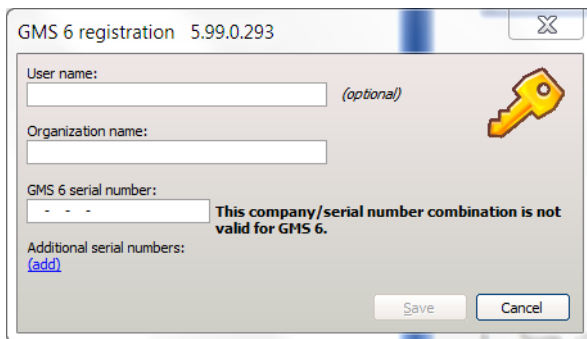 GMS 6 registration 5.99.0.293
User name:
(optional)
Organization name:
GMS 6 serial number:
- - -
This company/serial number combination is not
valid for GMS 6.
Additional serial numbers:
(add)
Save
Cancel